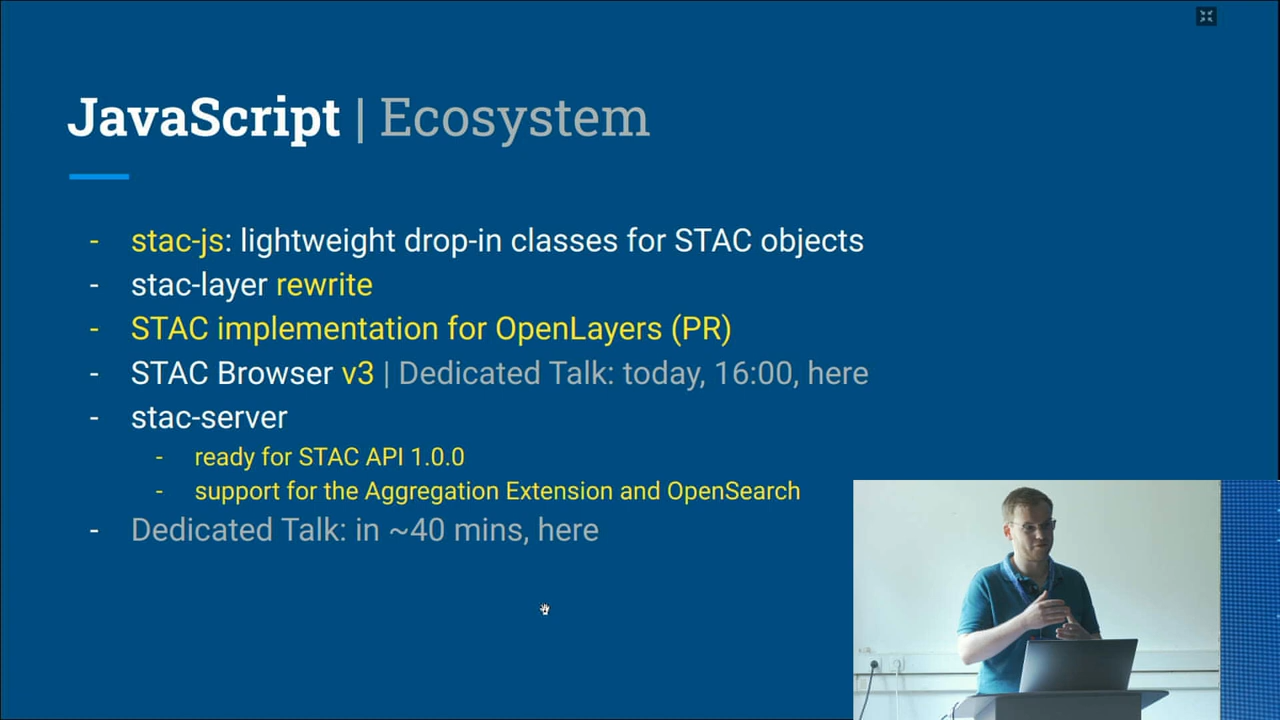 JavaScript | Ecosystem
- stac-js: lightweight drop-in classes for STAC objects
- stac-layer rewrite
- STAC implementation for OpenLayers (PR)
- STAC Browser v3 | Dedicated Talk: today, 16:00, here
- stac-server
- ready for STAC API 1.0.0
- support for the Aggregation Extension and OpenSearch
- Dedicated Talk: in ~40 mins, here